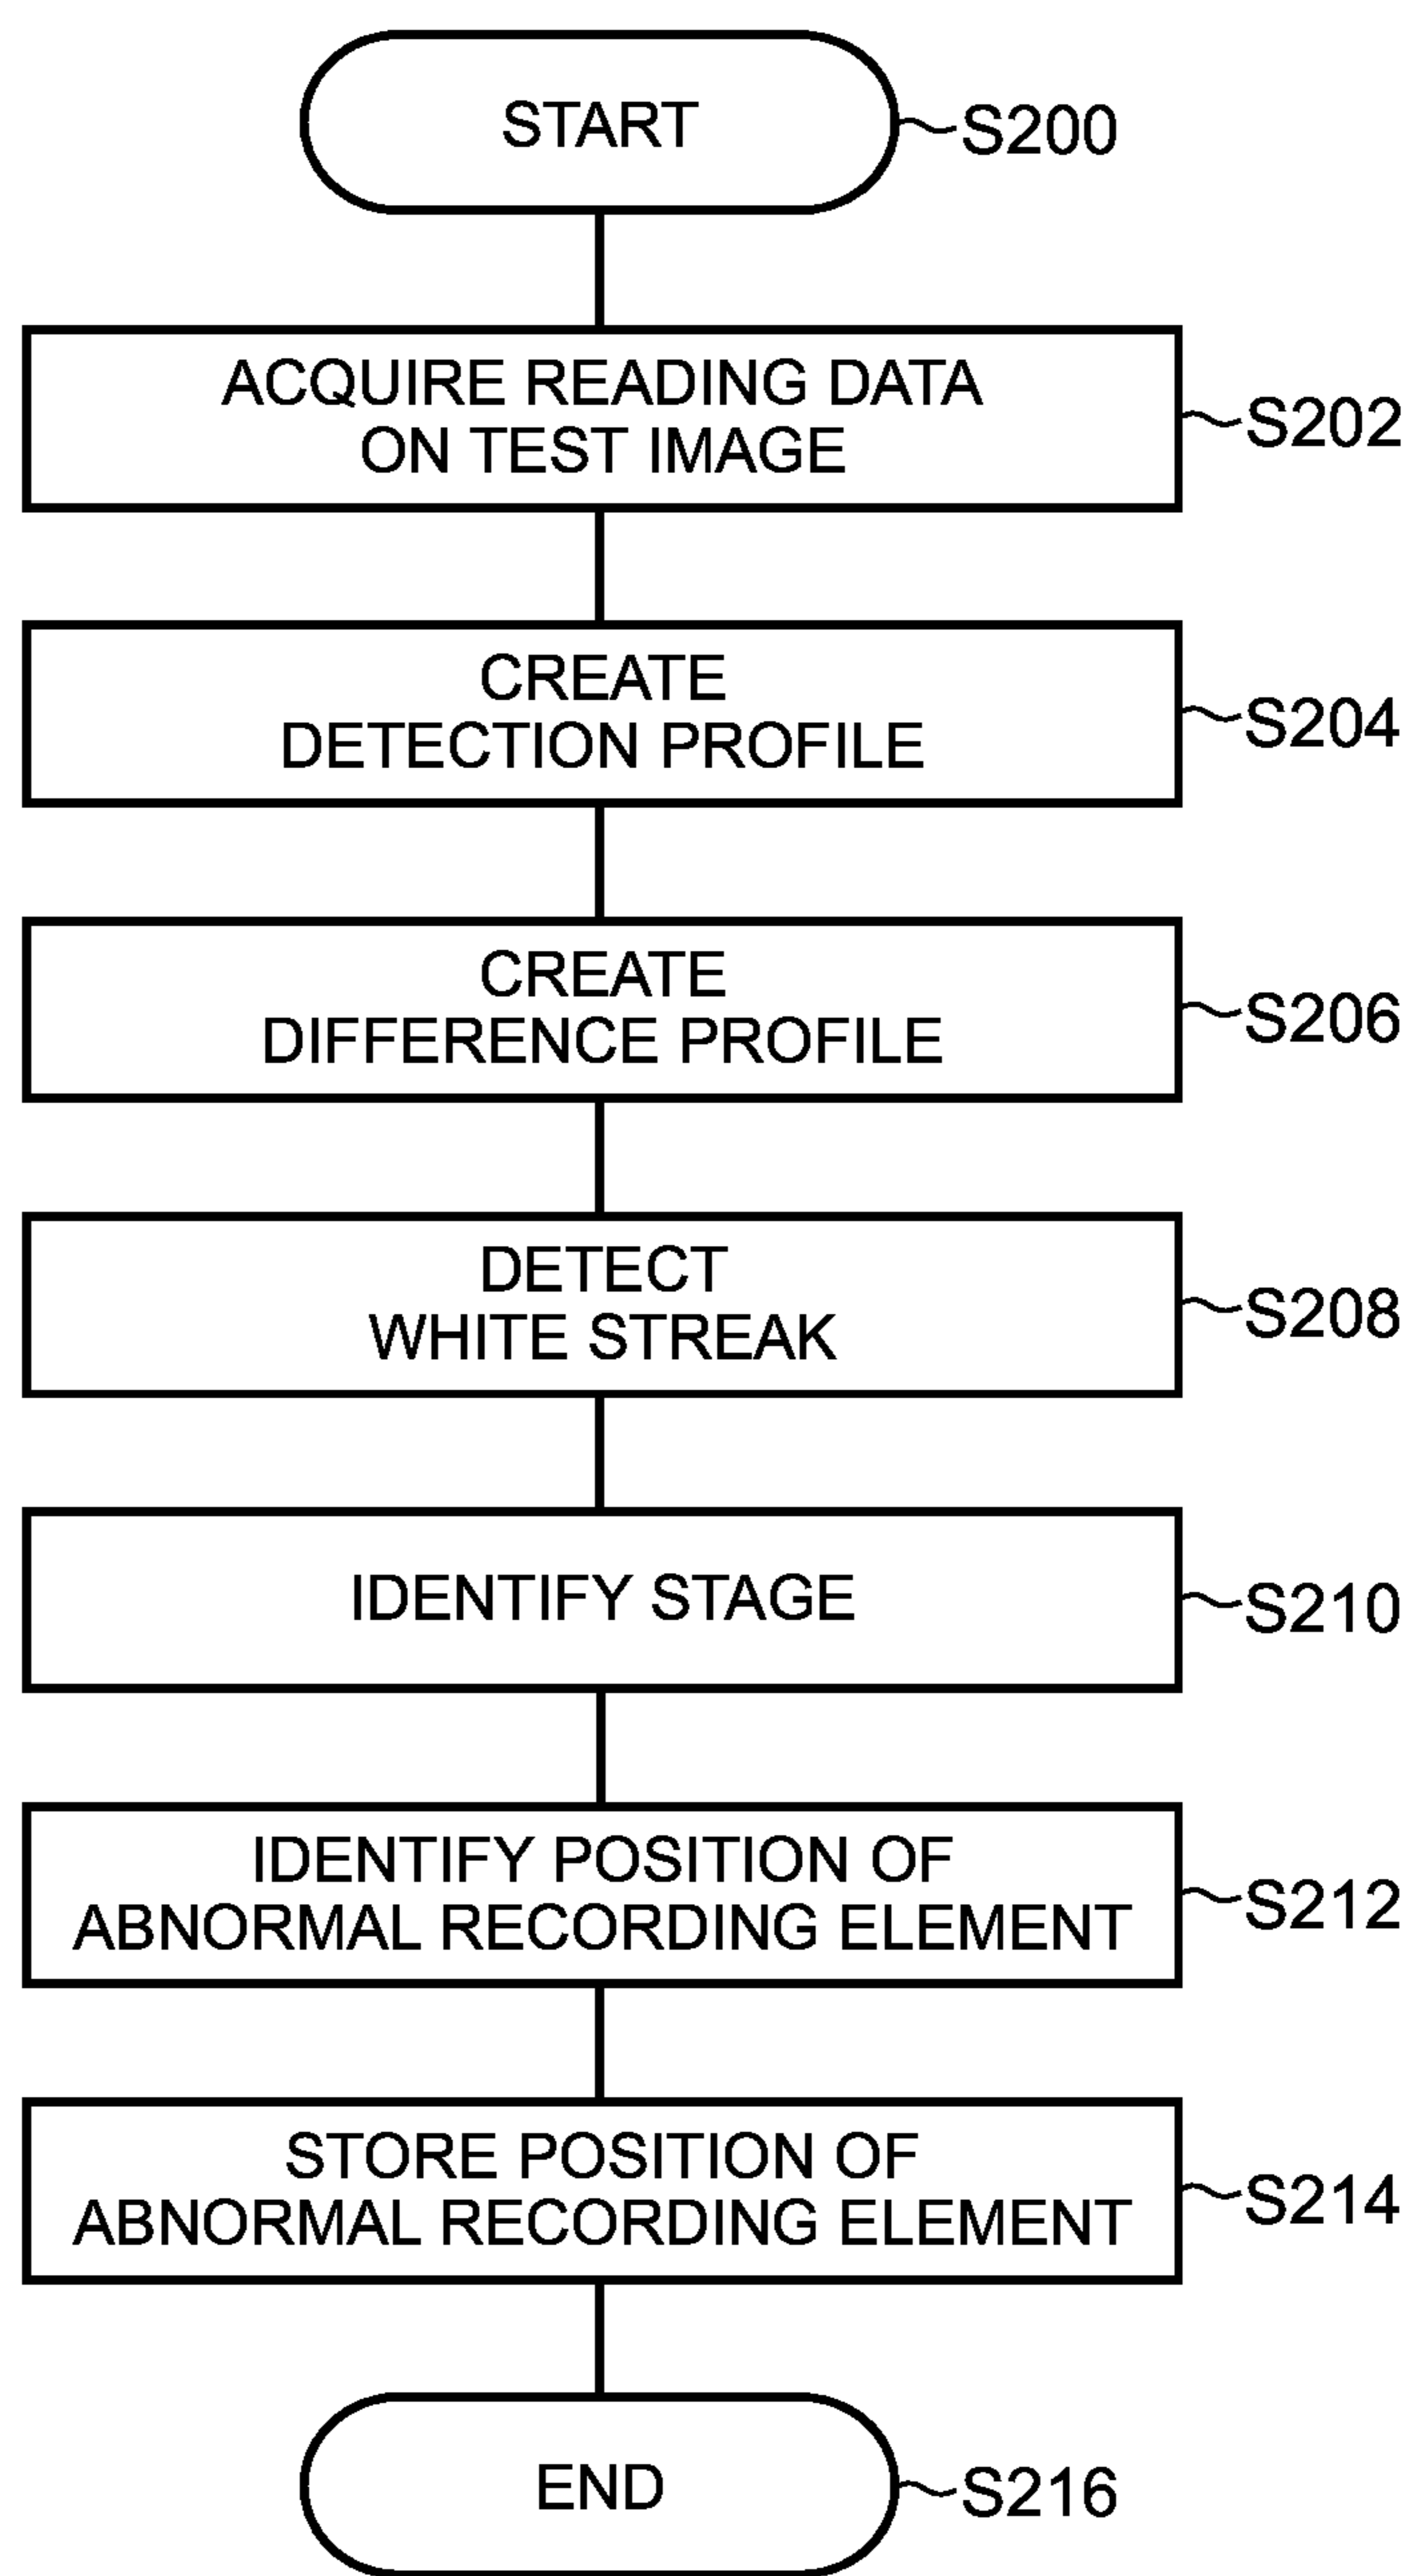 START
S200
ACQUIRE READING DATA
ON TEST IMAGE
S202
CREATE
DETECTION PROFILE
S204
CREATE
DIFFERENCE PROFILE
S206
DETECT
WHITE STREAK
S208
IDENTIFY STAGE
S210
IDENTIFY POSITION OF
ABNORMAL RECORDING ELEMENT
S212
STORE POSITION OF
ABNORMAL RECORDING ELEMENT
S214
END
S216